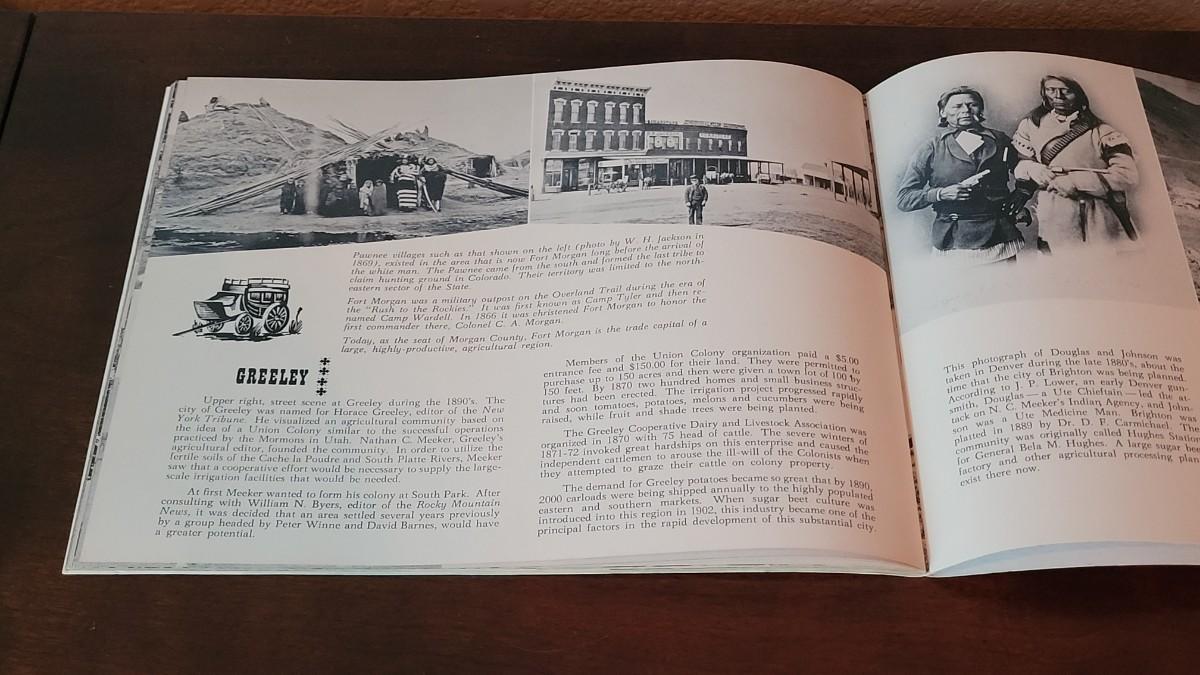 Pawnee villages such as that shown on the left (photo by W. H. Jackson in
1869), existed in the area that is now Fort Morgan long before the arrival of
the white man. The Pawnee came from the south and formed the last tribe to
claim hunting ground in Colorado. Their territory was limited to the north-
eastern sector of the State.
Fort Morgan was a military outpost on the Overland Trail during the era of
the "Rush to the Rockies." It was first known as Camp Tyler and then re-
named Camp Wardell. In 1866 it was christened Fort Morgan to honor the
first commander there, Colonel C. A. Morgan.
Today, as the seat of Morgan County, Fort Morgan is the trade capital of a
large, highly-productive, agricultural region.
GREELEY
Upper right, street scene at Greeley during the 1890's. The
city of Greeley was named for Horace Greeley, editor of the New
York Tribune. He visualized an agricultural community based on
the idea of a Union Colony similar to the successful operations
practiced by the Mormons in Utah. Nathan C. Meeker, Greeley's
agricultural editor, founded the community. In order to utilize the
fertile soils of the Cache la Poudre and South Platte Rivers, Meeker
saw that a cooperative effort would be necessary to supply the large-
scale irrigation facilities that would be needed.
At first Meeker wanted to form his colony at South Park. After
consulting with William N. Byers, editor of the Rocky Mountain
News, it was decided that an area settled several years previously
by a group headed by Peter Winne and David Barnes, would have
a greater potential.
Members of the Union Colony organization paid a $5.00
entrance fee and $150.00 for their land. They were permitted to
purchase up to 150 acres and then were given a town lot of 100 by
150 feet. By 1870 two hundred homes and small business struc-
tures had been erected. The irrigation project progressed rapidly
and soon tomatoes, potatoes, melons and cucumbers were being
raised, while fruit and shade trees were being planted.
The Greeley Cooperative Dairy and Livestock Association was
organized in 1870 with 75 head of cattle. The severe winters of
1871-72 invoked great hardships on this enterprise and caused the
independent cattlemen to arouse the ill-will of the Colonists when
they attempted to graze their cattle on colony property.
The demand for Greeley potatoes became so great that by 1890,
2000 carloads were being shipped annually to the highly populated
eastern and southern markets. When sugar beet culture was
introduced into this region in 1902, this industry became one of the
principal factors in the rapid development of this substantial city.
This photograph of Douglas and Johnson was
taken in Denver during the late 1880's, about the
time that the city of Brighton was being planned.
According to J. P. Lower, an early Denver gun-
smith, Douglas — a Ute Chieftain — led the at-
tack on N. C. Meeker's Indian Agency, and John-
son was a Ute Medicine Man. Brighton was
platted in 1889 by Dr. D. F. Carmichael. The
community was originally called Hughes Station
for General Bela M. Hughes. A large sugar bee
factory and other agricultural processing plan
exist there now.